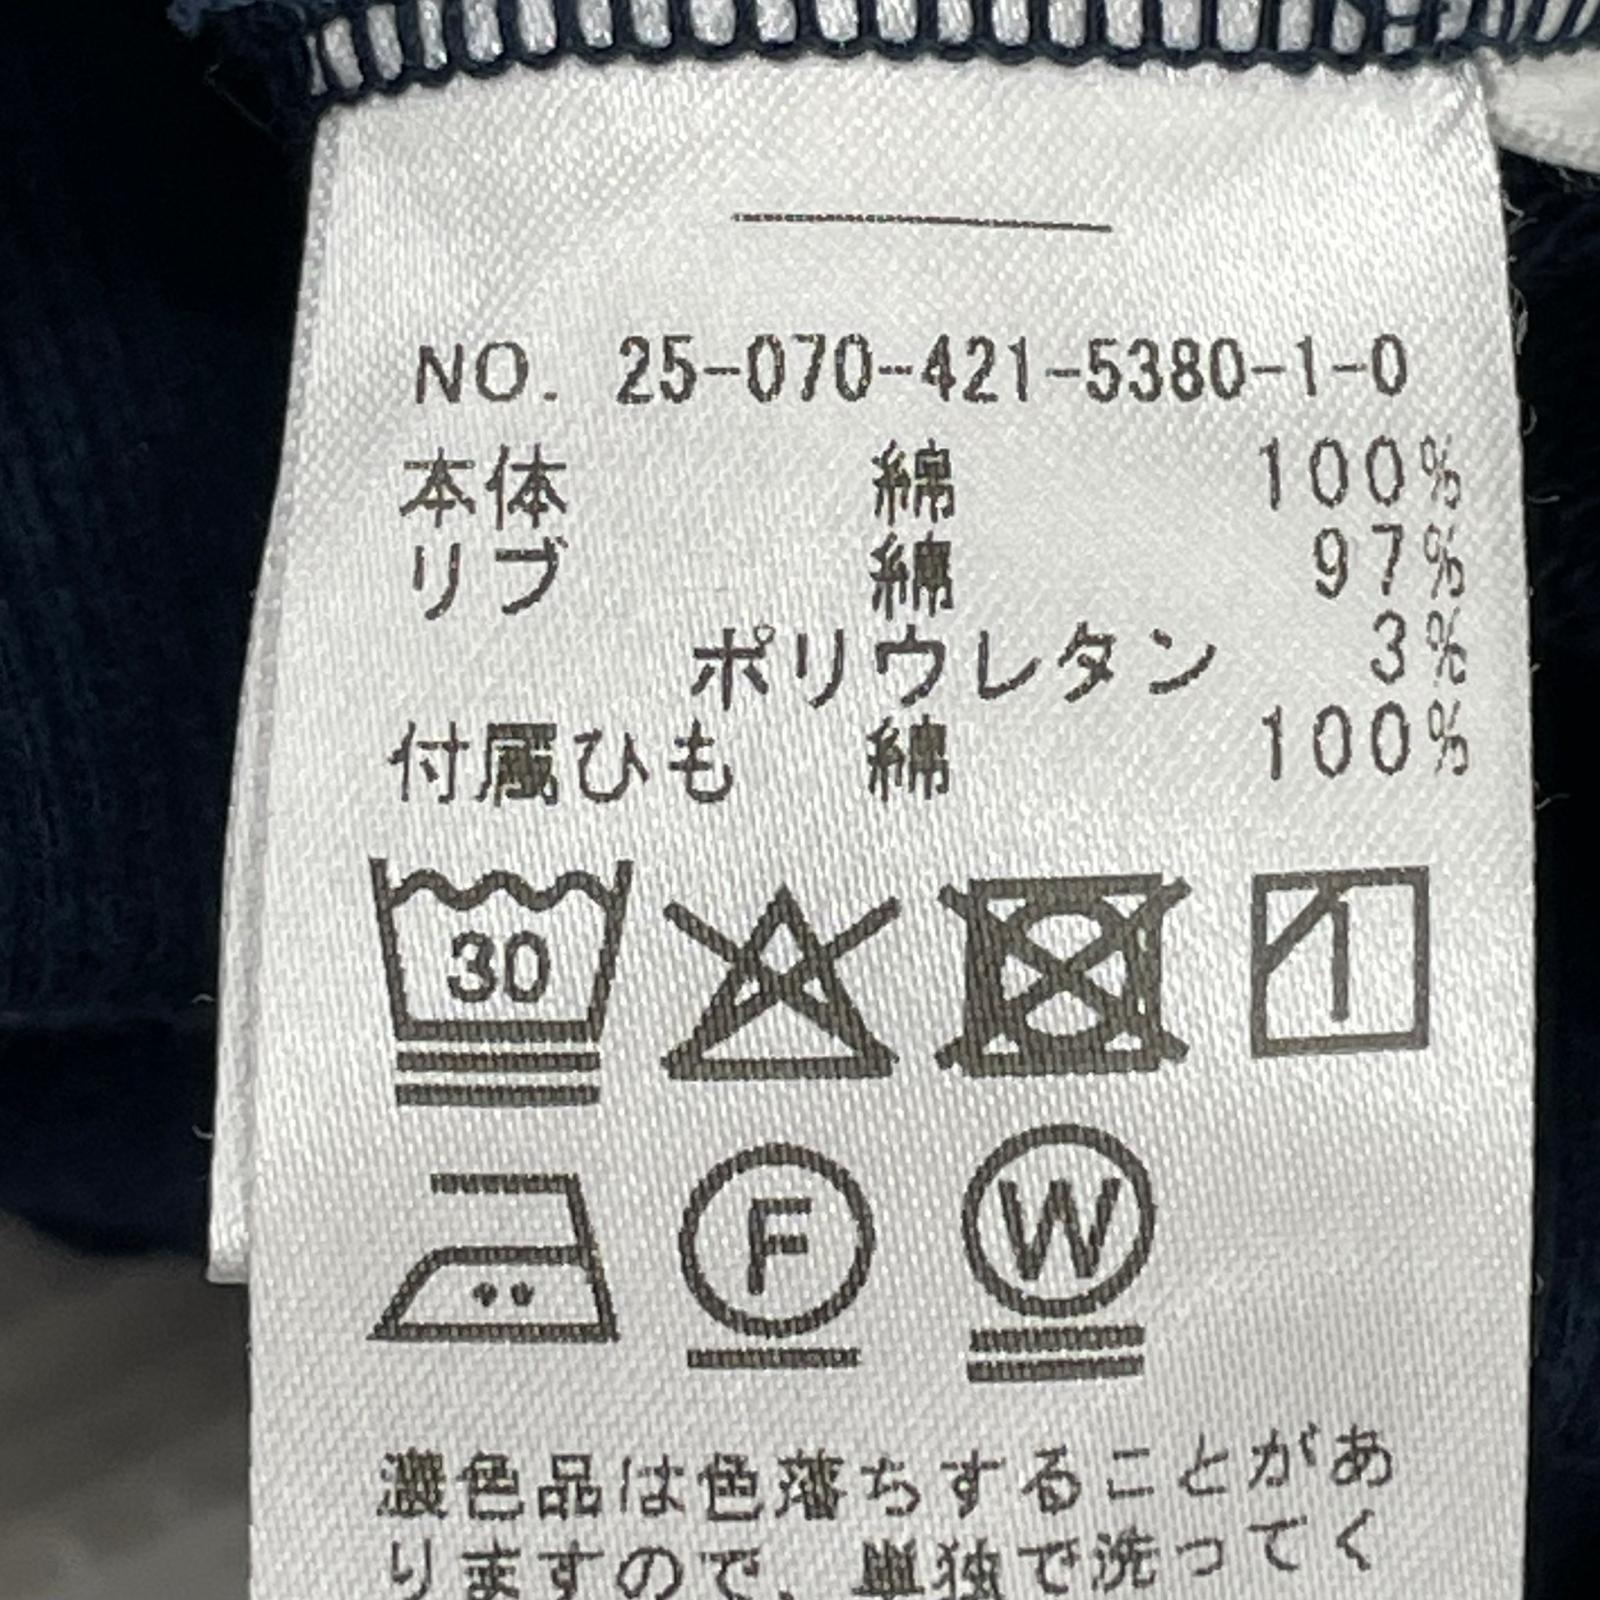 NO. 25-070-421-5380-1-0
本体 綿 100%
リブ 綿 97%
ポリウレタン 3%
付属ひも 綿 100%
30
F
W
濃色品は色落ちすることがあ
りますので、単独で洗ってく